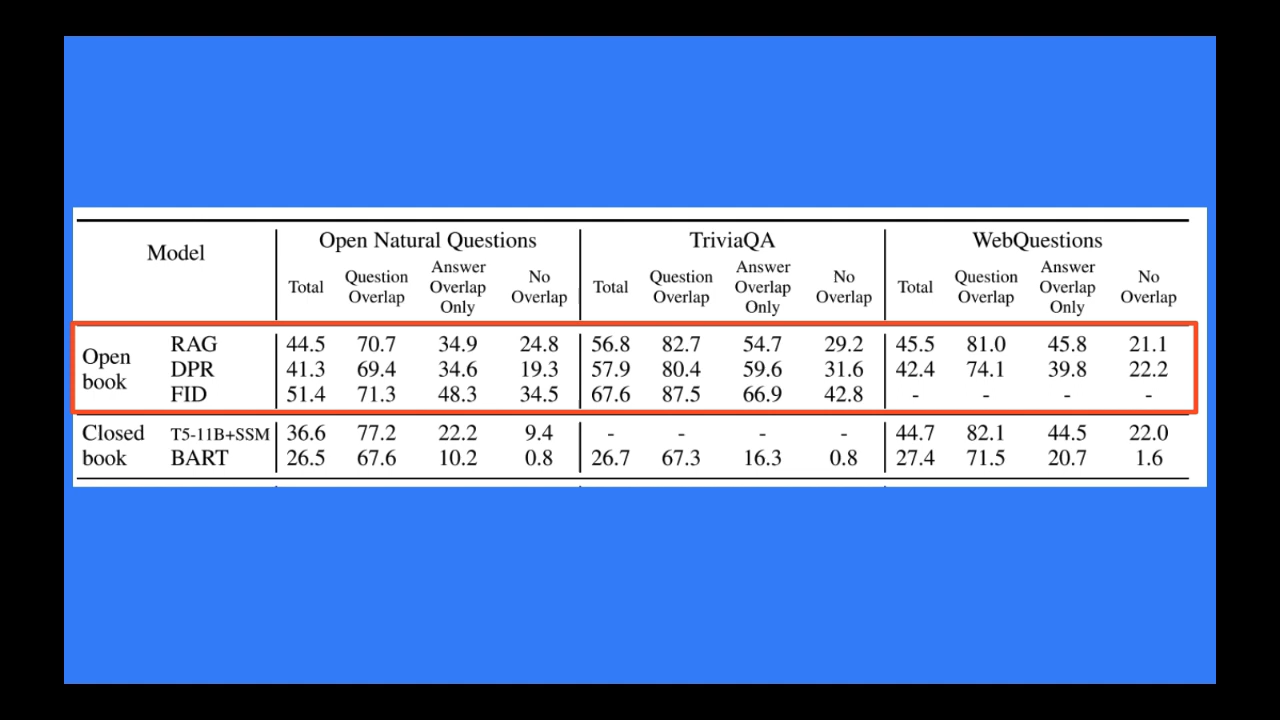 Model Open Natural Questions TriviaQA WebQuestions
Total Question Overlap Answer Overlap Only No Overlap Total Question Overlap Answer Overlap Only No Overlap Total Question Overlap Answer Overlap Only No Overlap
Open book
RAG 44.5 70.7 34.9 24.8 56.8 82.7 54.7 29.2 45.5 81.0 45.8 21.1
DPR 41.3 69.4 34.6 19.3 57.9 80.4 59.6 31.6 42.4 74.1 39.8 22.2
FID 51.4 71.3 48.3 34.5 67.6 87.5 66.9 42.8 - - - -
Closed book
T5-11B+SSM 36.6 77.2 22.2 9.4 - - - - 44.7 82.1 44.5 22.0
BART 26.5 67.6 10.2 0.8 26.7 67.3 16.3 0.8 27.4 71.5 20.7 1.6